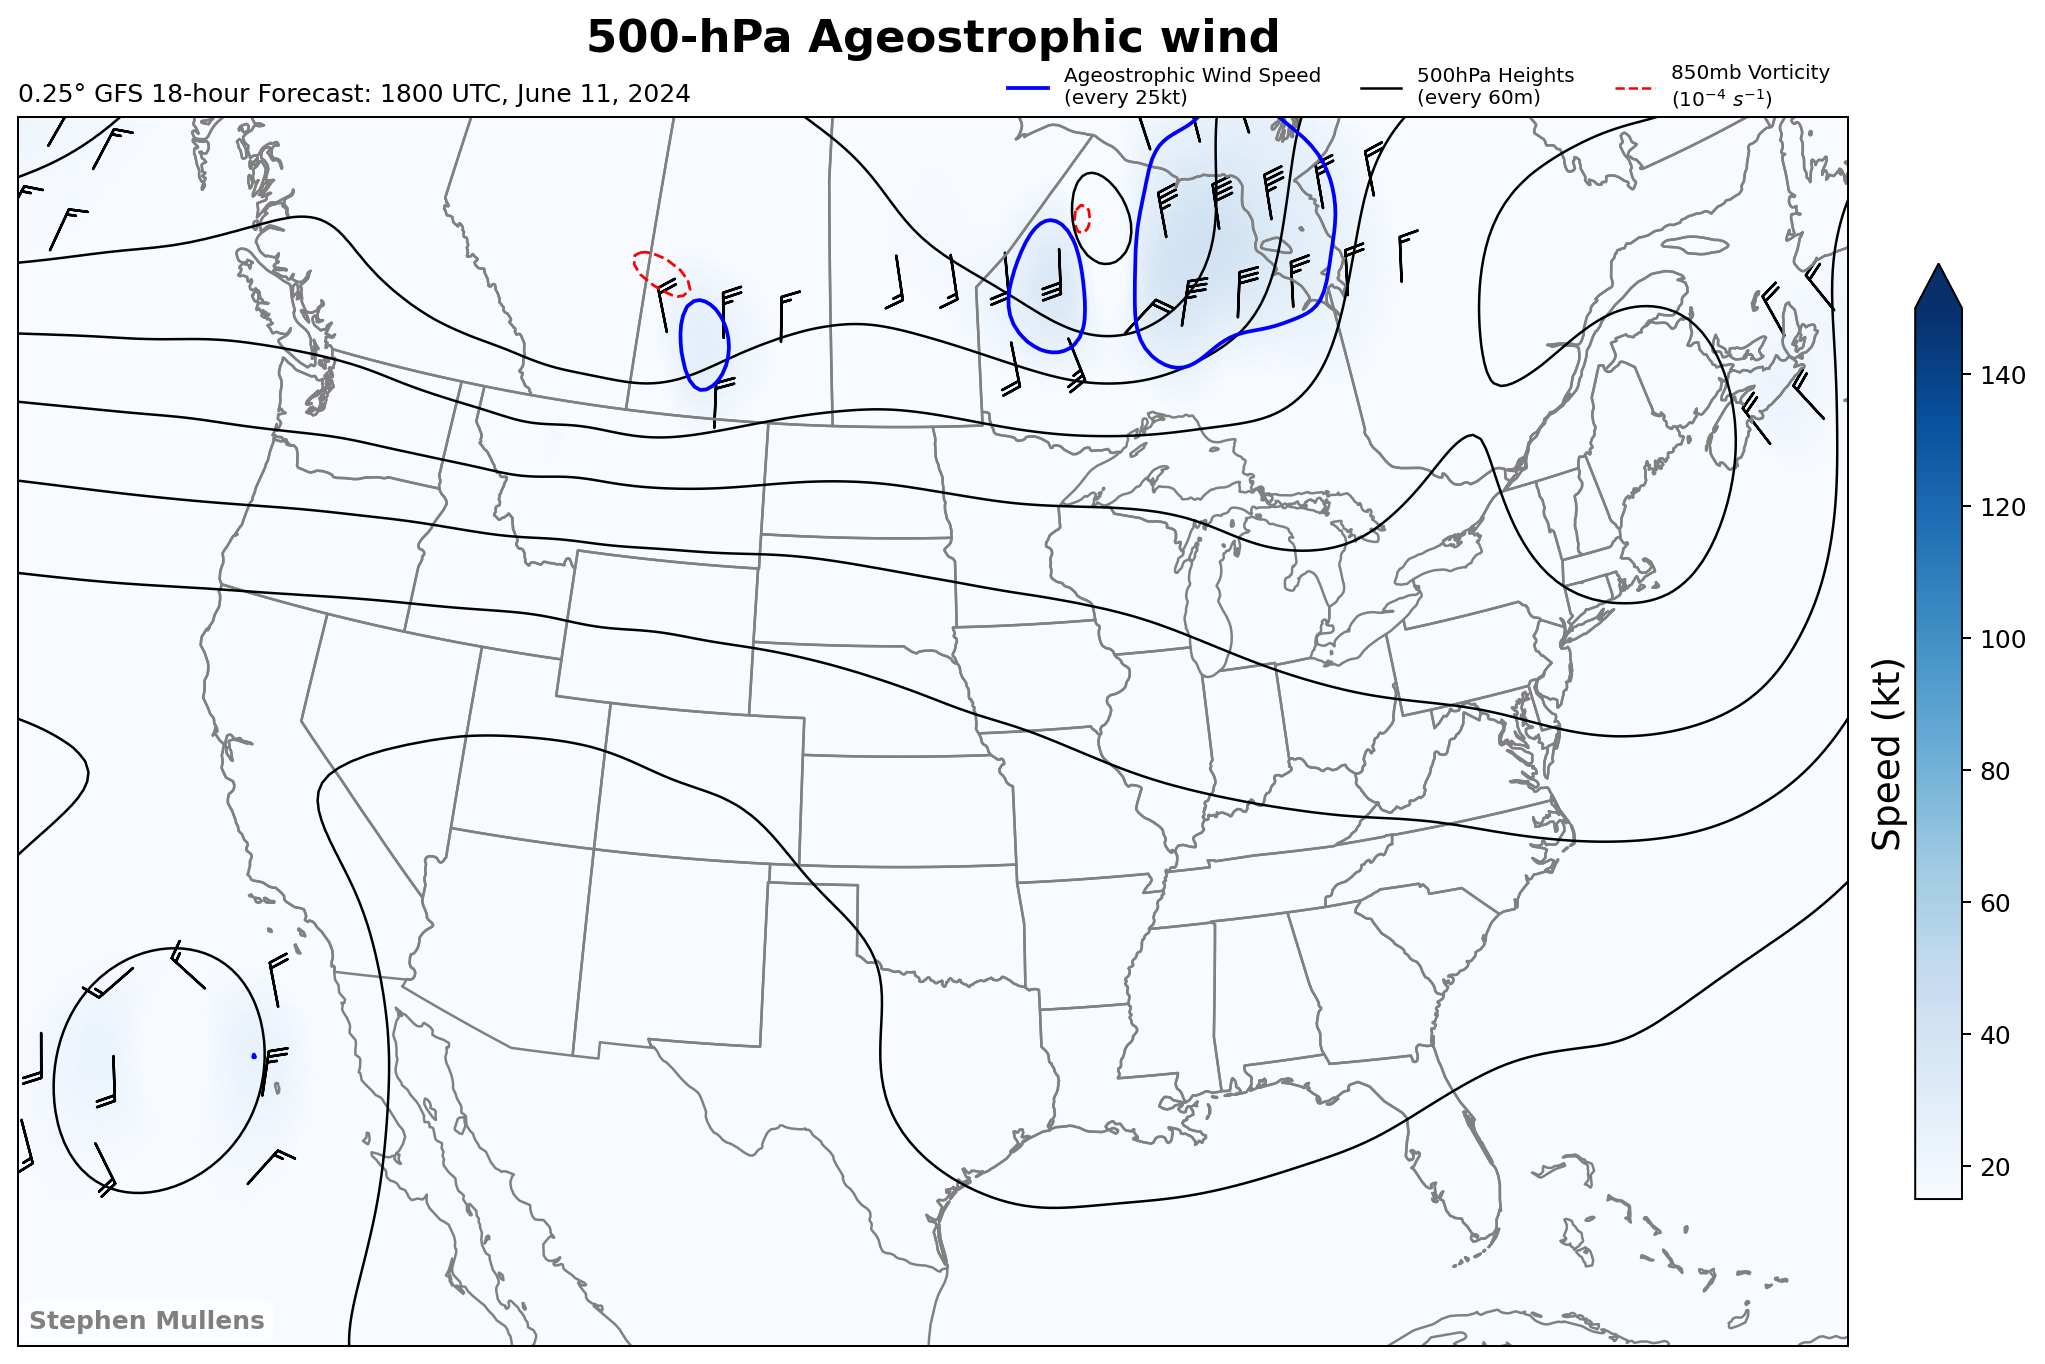 500-hPa Ageostrophic wind
0.25° GFS 18-hour Forecast: 1800 UTC, June 11, 2024
Ageostrophic Wind Speed
(every 25kt)
500hPa Heights
(every 60m)
850mb Vorticity
(10⁻⁴ s⁻¹)
140
120
100
80
60
40
20
Speed (kt)
Stephen Mullens